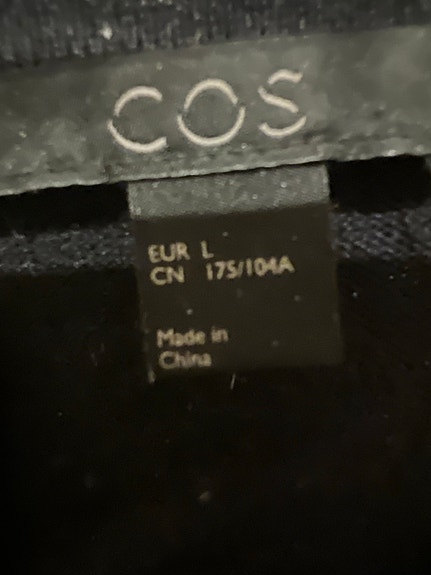 COS
EUR L
CN 175/104A
Made in
China